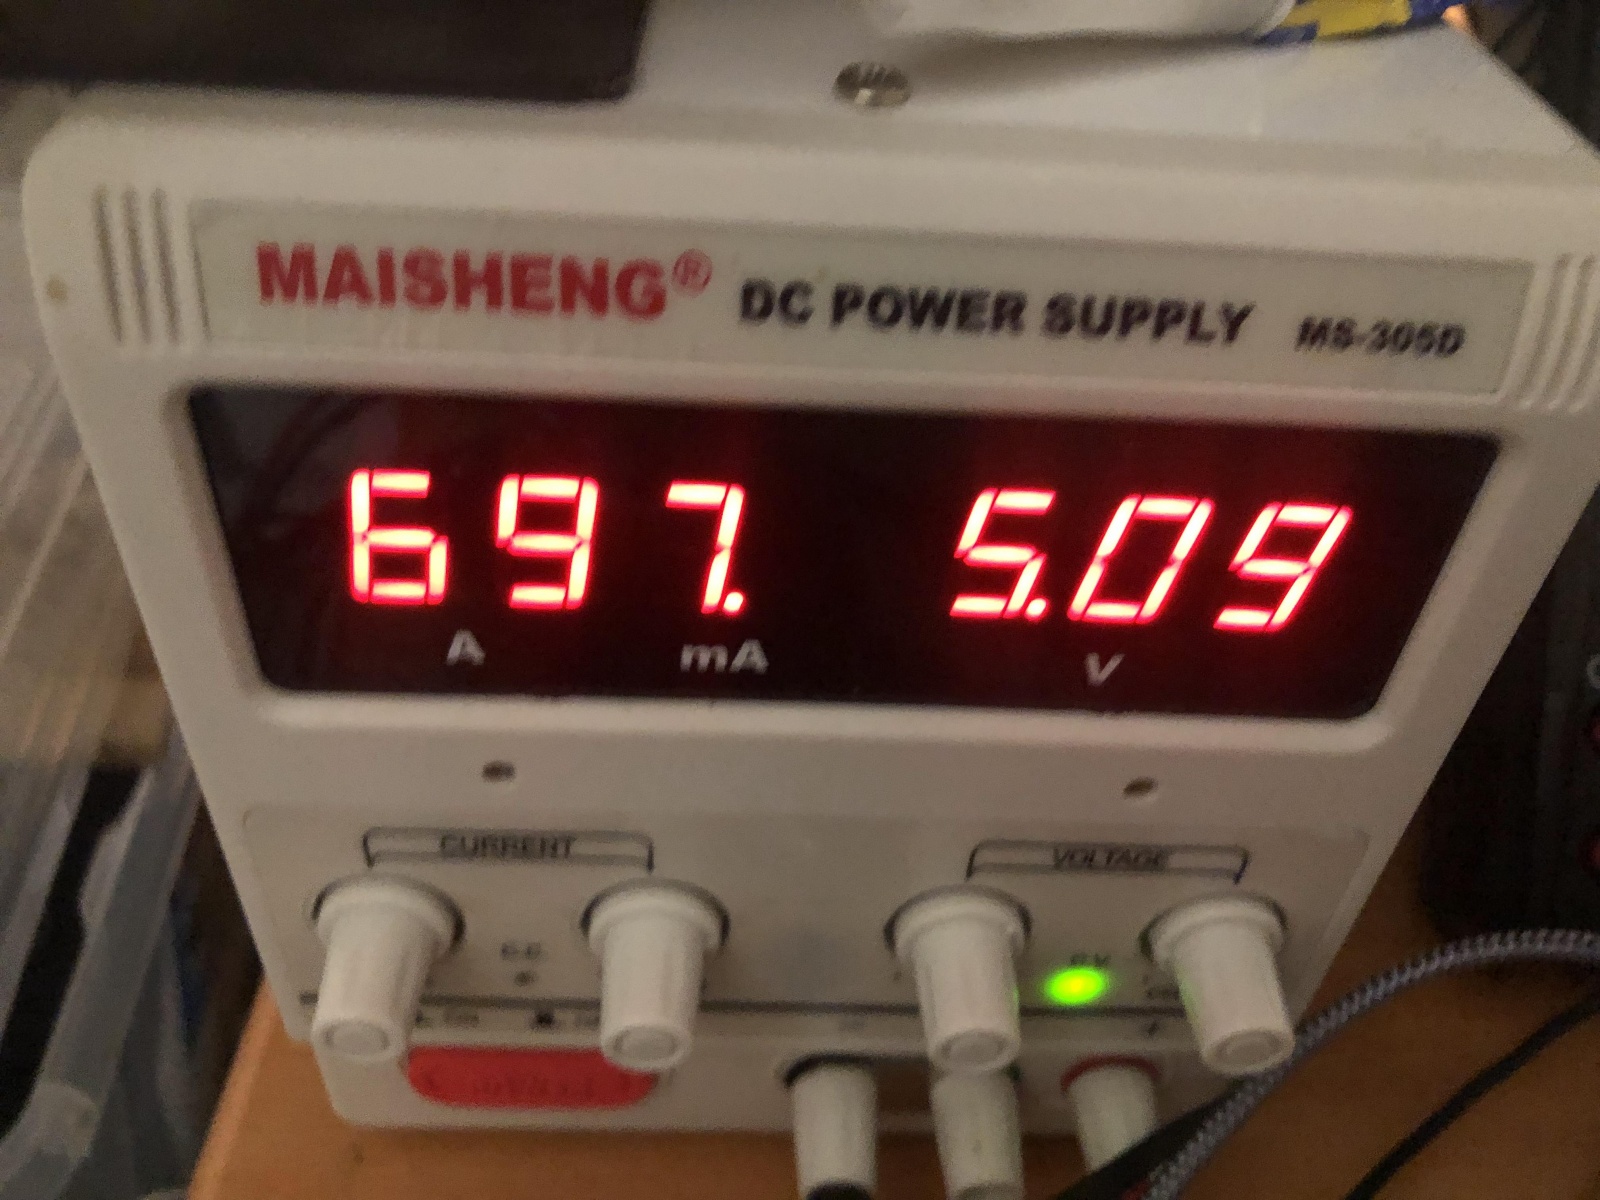 MAISHENG® DC POWER SUPPLY MS-305D
697. 5.09
A mA V
CURRENT VOLTAGE
C.C C.V
- +